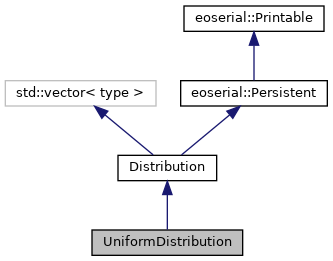 eoserial::Printable
std::vector< type >
eoserial::Persistent
Distribution
UniformDistribution